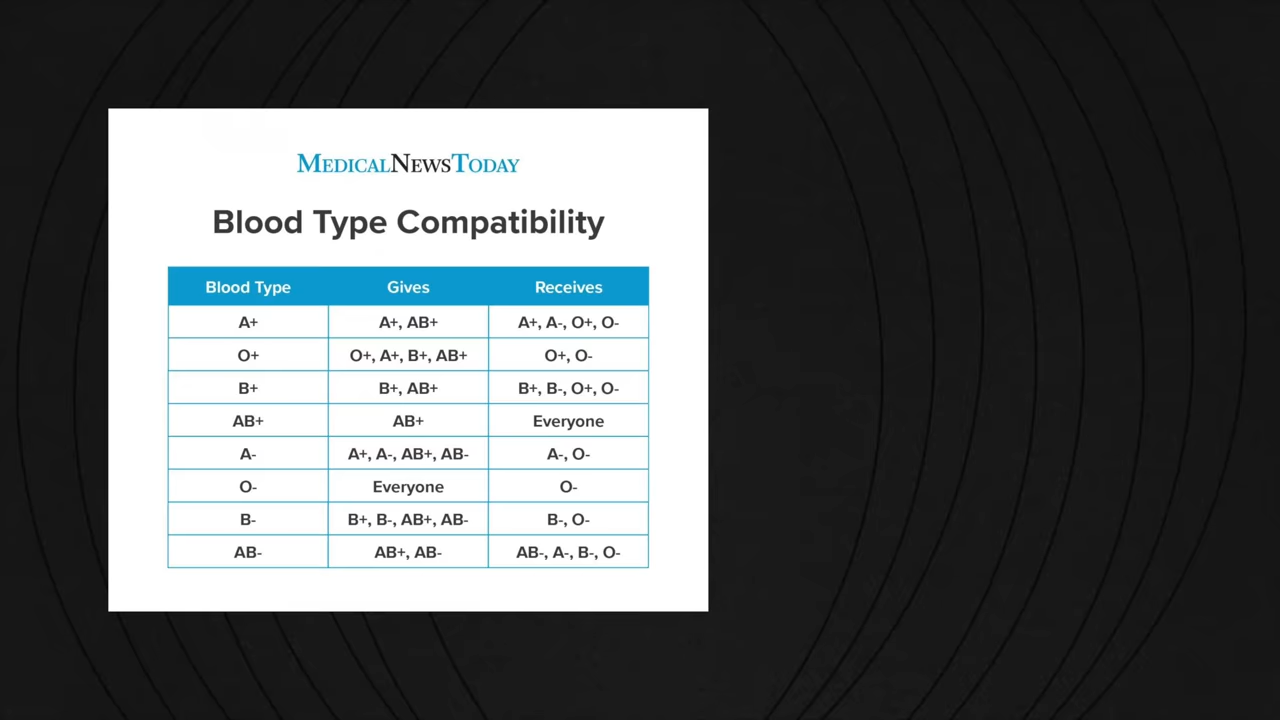 MEDICALNEWSTODAY
Blood Type Compatibility
Blood Type Gives Receives
A+ A+, AB+ A+, A-, O+, O-
O+ O+, A+, B+, AB+ O+, O-
B+ B+, AB+ B+, B-, O+, O-
AB+ AB+ Everyone
A- A+, A-, AB+, AB- A-, O-
O- Everyone O-
B- B+, B-, AB+, AB- B-, O-
AB- AB+, AB- AB-, A-, B-, O-